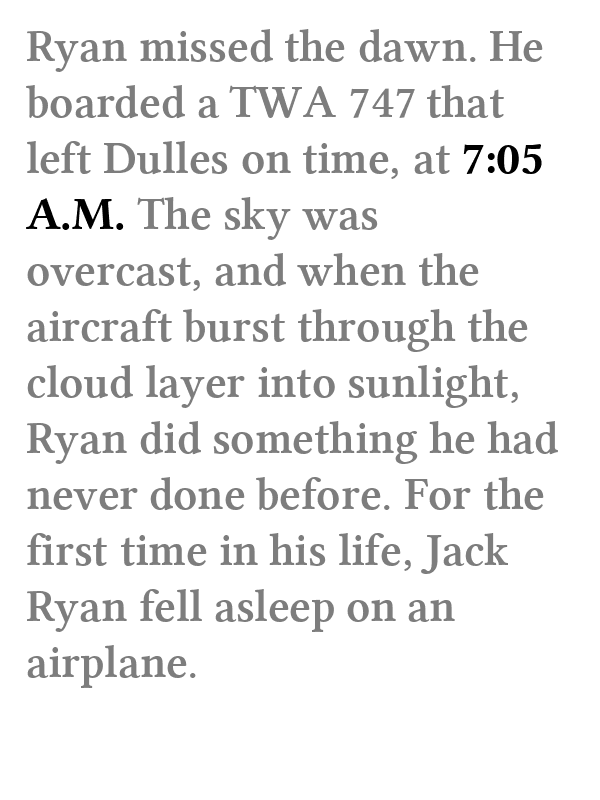 Ryan missed the dawn. He
boarded a TWA 747 that
left Dulles on time, at 7:05
A.M. The sky was
overcast, and when the
aircraft burst through the
cloud layer into sunlight,
Ryan did something he had
never done before. For the
first time in his life, Jack
Ryan fell asleep on an
airplane.